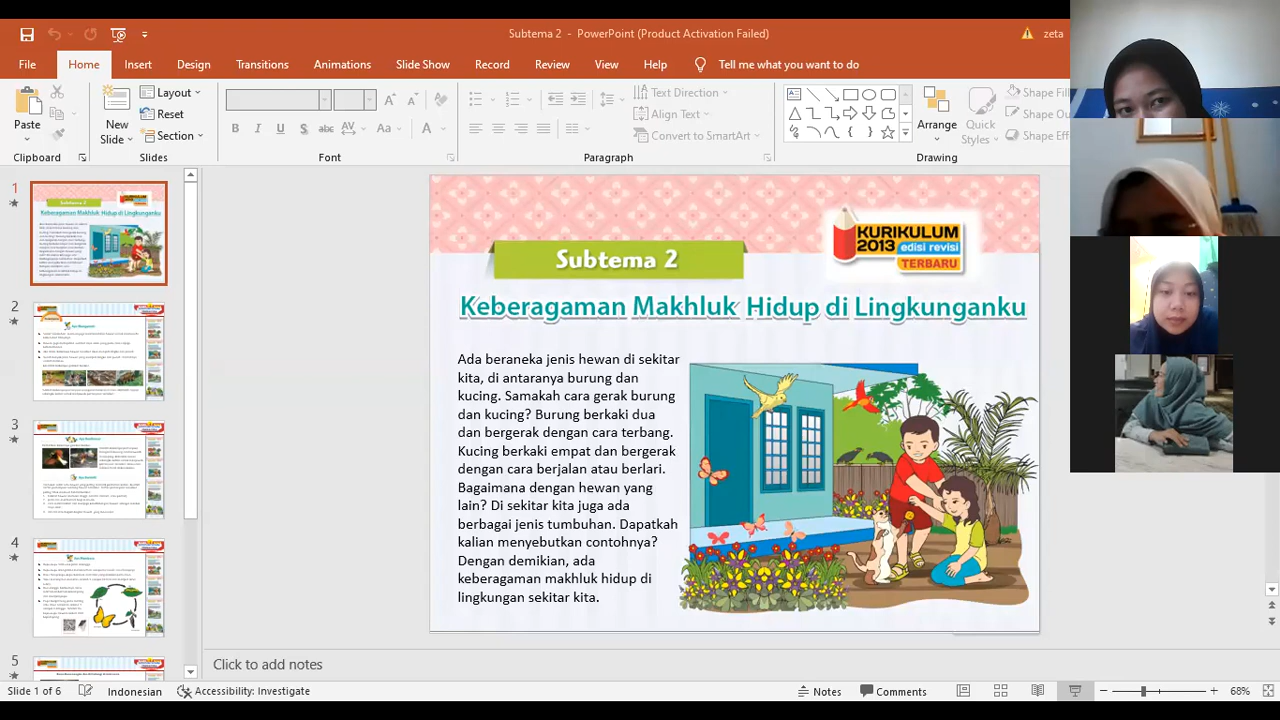 Subtema 2 - PowerPoint (Product Activation Failed)
zeta
File Home Insert Design Transitions Animations Slide Show Record Review View Help Tell me what you want to do
Paste
Clipboard
New
Slide
Layout
Reset
Section
Slides
Font
Text Direction
Align Text
Convert to SmartArt
Paragraph
Arrange
Quick
Styles
Shape Fill
Drawing
1
2
3
4
5
Subtema 2
KURIKULUM
2013 edisi revisi
TERBARU
Keberagaman Makhluk Hidup di Lingkunganku
Ada beraneka jenis hewan di sekitar
kita, di antaranya burung dan
kucing. Samakah cara gerak burung
dan kucing? Burung berkaki dua
dan bergerak dengan cara terbang.
Kucing berkaki empat dan bergerak
dengan cara berjalan atau berlari.
Bagaimana dengan hewan yang
lain? Di sekitar kita juga ada
berbagai jenis tumbuhan. Dapatkah
kalian menyebutkan contohnya?
Dengan demikian, ada
keberagaman makhluk hidup di
lingkungan sekitar kita.
Click to add notes
Slide 1 of 6 Indonesian Accessibility: Investigate Notes Comments 68%